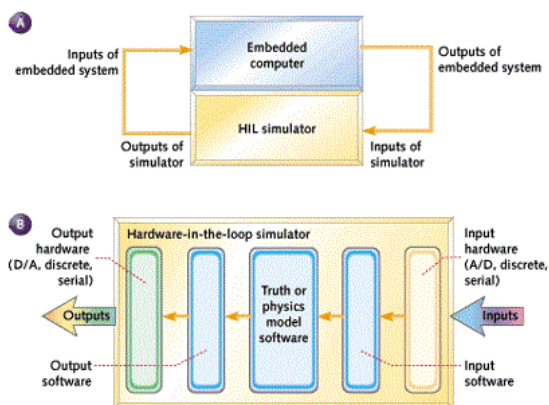 A
Inputs of
embedded system
Embedded
computer
Outputs of
embedded system
HIL simulator
Outputs of
simulator
Inputs of
simulator
B
Output
hardware
(D/A, discrete,
serial)
Hardware-in-the-loop simulator
Input
hardware
(A/D, discrete,
serial)
Truth or
physics
model
software
Outputs
Inputs
Output
software
Input
software